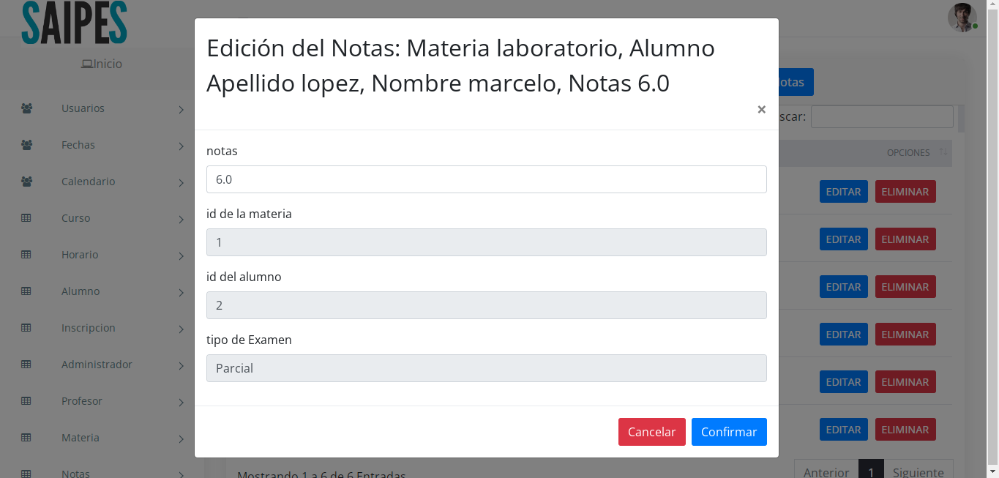 SAIPES
Inicio
Usuarios
Fechas
Calendario
Curso
Horario
Alumno
Inscripcion
Administrador
Profesor
Materia
Notas
Edición del Notas: Materia laboratorio, Alumno
Apellido lopez, Nombre marcelo, Notas 6.0
×
notas
6.0
id de la materia
1
id del alumno
2
tipo de Examen
Parcial
Cancelar Confirmar
otas
scar:
OPCIONES
EDITAR ELIMINAR
EDITAR ELIMINAR
EDITAR ELIMINAR
EDITAR ELIMINAR
EDITAR ELIMINAR
EDITAR ELIMINAR
Mostrando 1 a 6 de 6 Entradas
Anterior 1 Siguiente